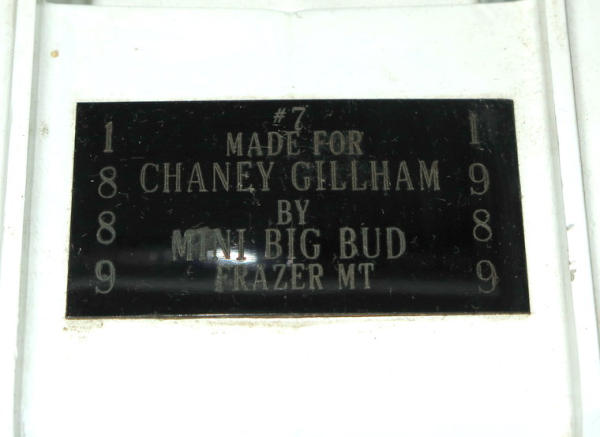 #7
MADE FOR
CHANEY GILLHAM
BY
MINI BIG BUD
FRAZER MT
1889
1989